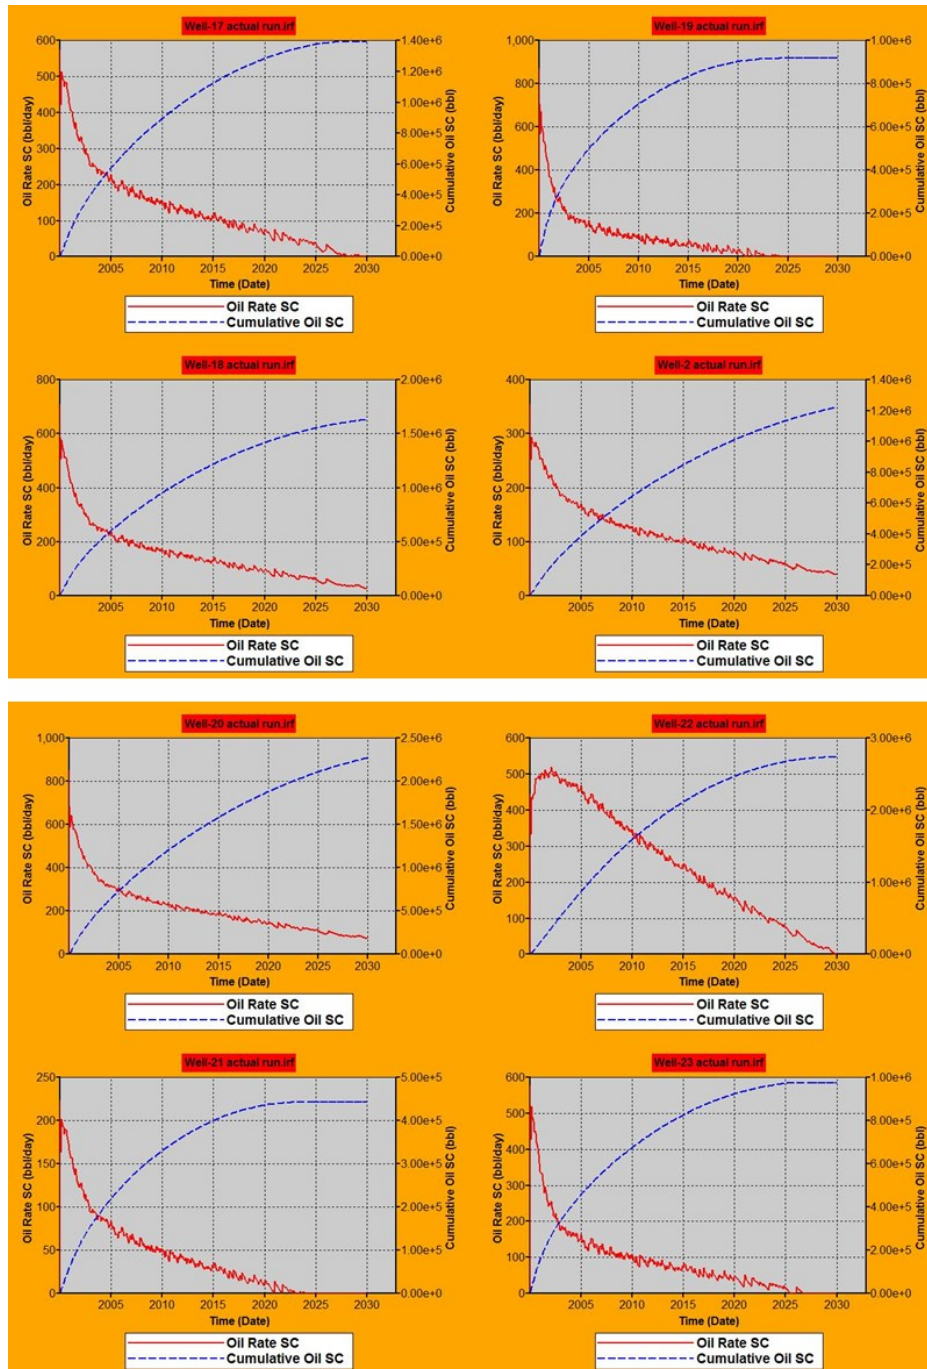 Well-17 actual run.irf
Oil Rate SC (bbl/day)
600
500
400
300
200
100
0
1.40e+6
1.20e+6
1.00e+6
8.00e+5
6.00e+5
4.00e+5
2.00e+5
0.00e+0
Cumulative Oil SC (bbl)
2005 2010 2015 2020 2025 2030
Time (Date)
Oil Rate SC
Cumulative Oil SC
Well-19 actual run.irf
Oil Rate SC (bbl/day)
1,000
800
600
400
200
0
1.00e+6
8.00e+5
6.00e+5
4.00e+5
2.00e+5
0.00e+0
Cumulative Oil SC (bbl)
2005 2010 2015 2020 2025 2030
Time (Date)
Oil Rate SC
Cumulative Oil SC
Well-18 actual run.irf
Oil Rate SC (bbl/day)
800
600
400
200
0
2.00e+6
1.50e+6
1.00e+6
5.00e+5
0.00e+0
Cumulative Oil SC (bbl)
2005 2010 2015 2020 2025 2030
Time (Date)
Oil Rate SC
Cumulative Oil SC
Well-2 actual run.irf
Oil Rate SC (bbl/day)
400
300
200
100
0
1.40e+6
1.20e+6
1.00e+6
8.00e+5
6.00e+5
4.00e+5
2.00e+5
0.00e+0
Cumulative Oil SC (bbl)
2005 2010 2015 2020 2025 2030
Time (Date)
Oil Rate SC
Cumulative Oil SC
Well-20 actual run.irf
Oil Rate SC (bbl/day)
1,000
800
600
400
200
0
2.50e+6
2.00e+6
1.50e+6
1.00e+6
5.00e+5
0.00e+0
Cumulative Oil SC (bbl)
2005 2010 2015 2020 2025 2030
Time (Date)
Oil Rate SC
Cumulative Oil SC
Well-22 actual run.irf
Oil Rate SC (bbl/day)
600
500
400
300
200
100
0
3.00e+6
2.00e+6
1.00e+6
0.00e+0
Cumulative Oil SC (bbl)
2005 2010 2015 2020 2025 2030
Time (Date)
Oil Rate SC
Cumulative Oil SC
Well-21 actual run.irf
Oil Rate SC (bbl/day)
250
200
150
100
50
0
5.00e+5
4.00e+5
3.00e+5
2.00e+5
1.00e+5
0.00e+0
Cumulative Oil SC (bbl)
2005 2010 2015 2020 2025 2030
Time (Date)
Oil Rate SC
Cumulative Oil SC
Well-23 actual run.irf
Oil Rate SC (bbl/day)
600
500
400
300
200
100
0
1.00e+6
8.00e+5
6.00e+5
4.00e+5
2.00e+5
0.00e+0
Cumulative Oil SC (bbl)
2005 2010 2015 2020 2025 2030
Time (Date)
Oil Rate SC
Cumulative Oil SC